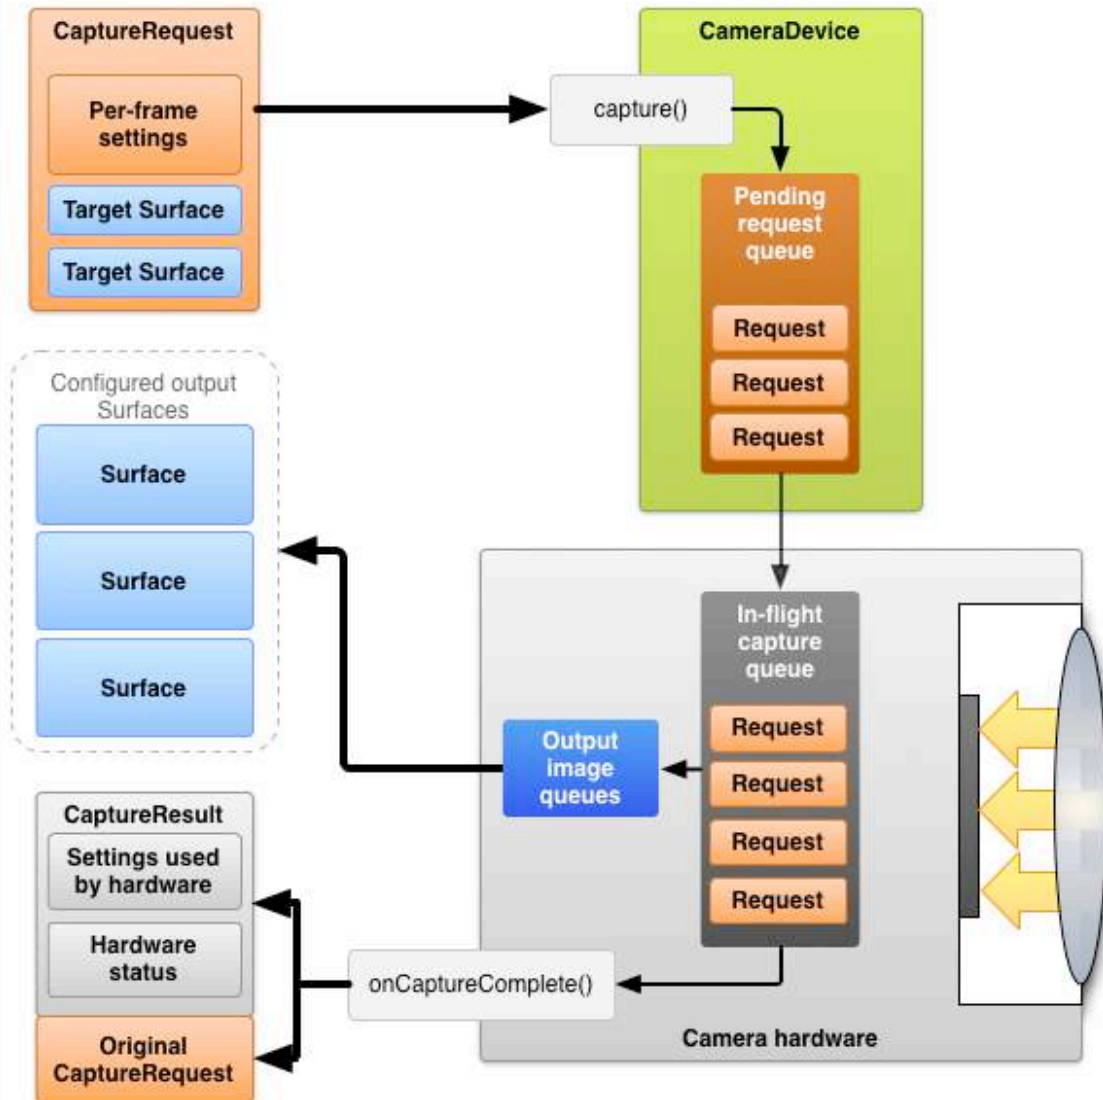 CaptureRequest
Per-frame
settings
Target Surface
Target Surface
CameraDevice
capture()
Pending
request
queue
Request
Request
Request
Configured output
Surfaces
Surface
Surface
Surface
In-flight
capture
queue
Request
Request
Request
Request
Output
image
queues
CaptureResult
Settings used
by hardware
Hardware
status
Original
CaptureRequest
onCaptureComplete()
Camera hardware